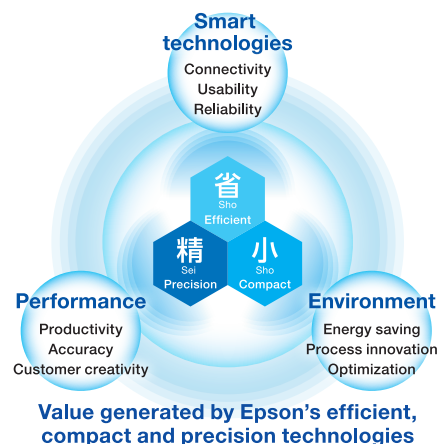 Smart
technologies
Connectivity
Usability
Reliability
省
Sho
Efficient
精
Sei
Precision
小
Sho
Compact
Performance
Productivity
Accuracy
Customer creativity
Environment
Energy saving
Process innovation
Optimization
Value generated by Epson's efficient,
compact and precision technologies